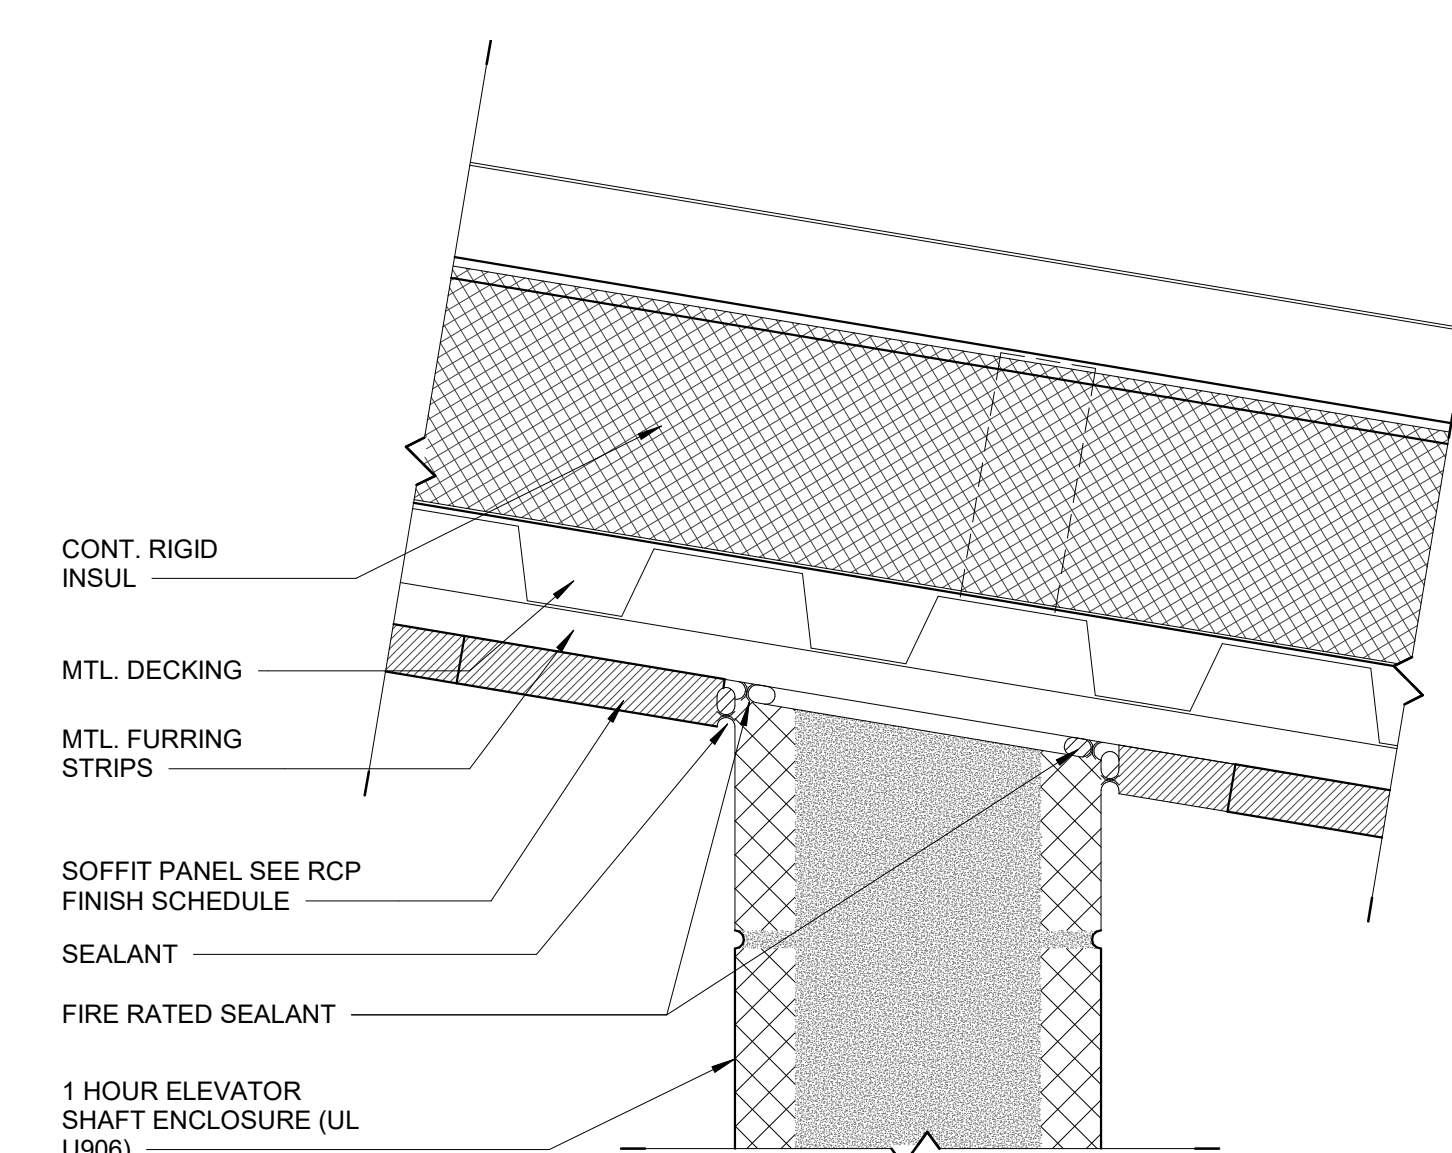 CONT. RIGID
INSUL
MTL. DECKING
MTL. FURRING
STRIPS
SOFFIT PANEL SEE RCP
FINISH SCHEDULE
SEALANT
FIRE RATED SEALANT
1 HOUR ELEVATOR
SHAFT ENCLOSURE (UL
U906)